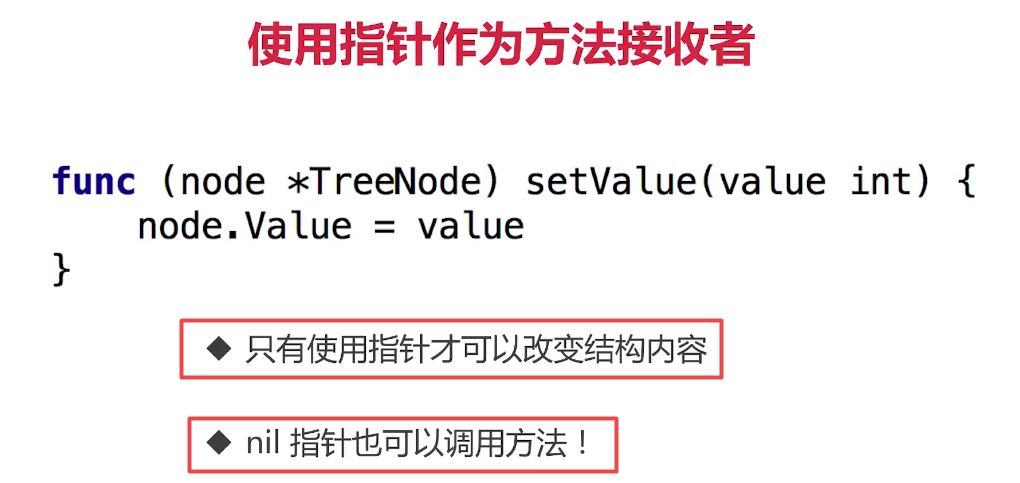 使用指针作为方法接收者
func (node *TreeNode) setValue(value int) {
    node.Value = value
}
◆ 只有使用指针才可以改变结构内容
◆ nil 指针也可以调用方法！